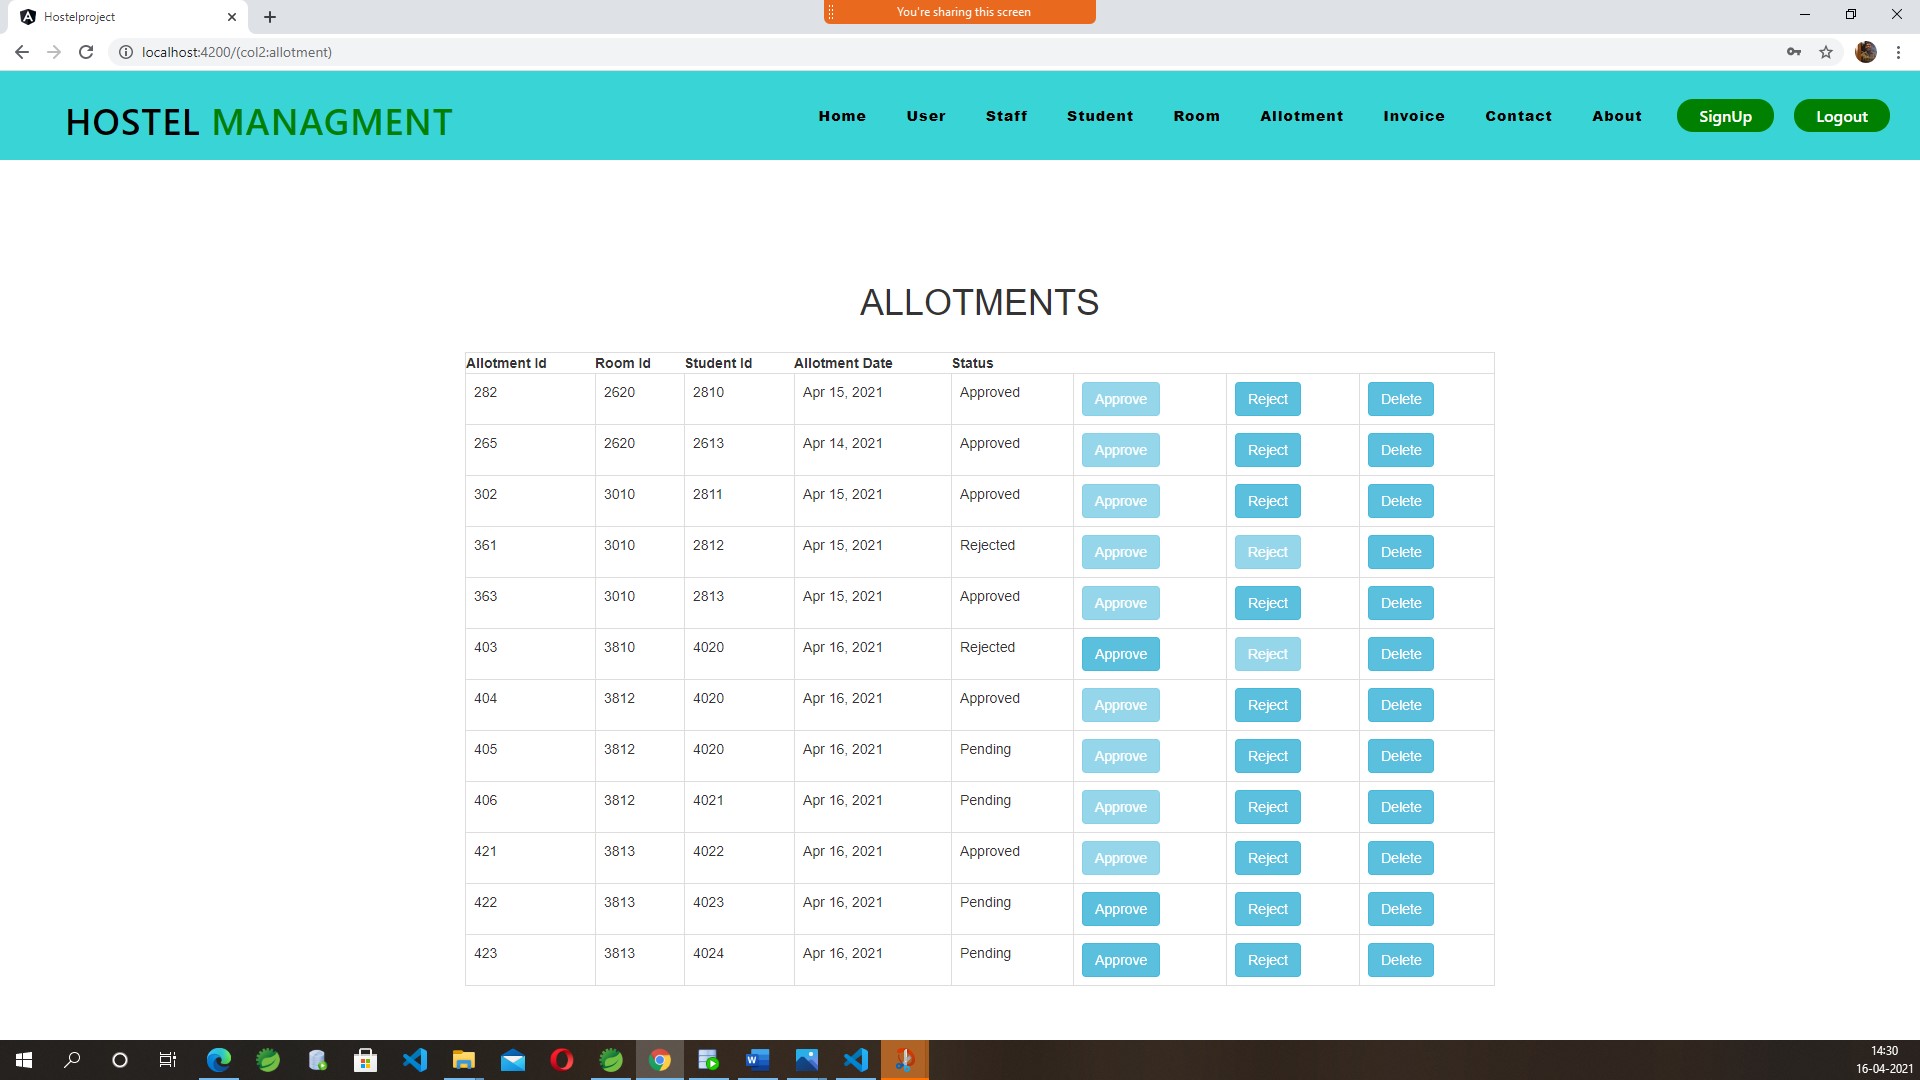 Hostelproject
You're sharing this screen
localhost:4200/(col2:allotment)
HOSTEL MANAGMENT
Home User Staff Student Room Allotment Invoice Contact About SignUp Logout
ALLOTMENTS
Allotment Id Room Id Student Id Allotment Date Status
282 2620 2810 Apr 15, 2021 Approved Approve Reject Delete
265 2620 2613 Apr 14, 2021 Approved Approve Reject Delete
302 3010 2811 Apr 15, 2021 Approved Approve Reject Delete
361 3010 2812 Apr 15, 2021 Rejected Approve Reject Delete
363 3010 2813 Apr 15, 2021 Approved Approve Reject Delete
403 3810 4020 Apr 16, 2021 Rejected Approve Reject Delete
404 3812 4020 Apr 16, 2021 Approved Approve Reject Delete
405 3812 4020 Apr 16, 2021 Pending Approve Reject Delete
406 3812 4021 Apr 16, 2021 Pending Approve Reject Delete
421 3813 4022 Apr 16, 2021 Approved Approve Reject Delete
422 3813 4023 Apr 16, 2021 Pending Approve Reject Delete
423 3813 4024 Apr 16, 2021 Pending Approve Reject Delete
14:30
16-04-2021